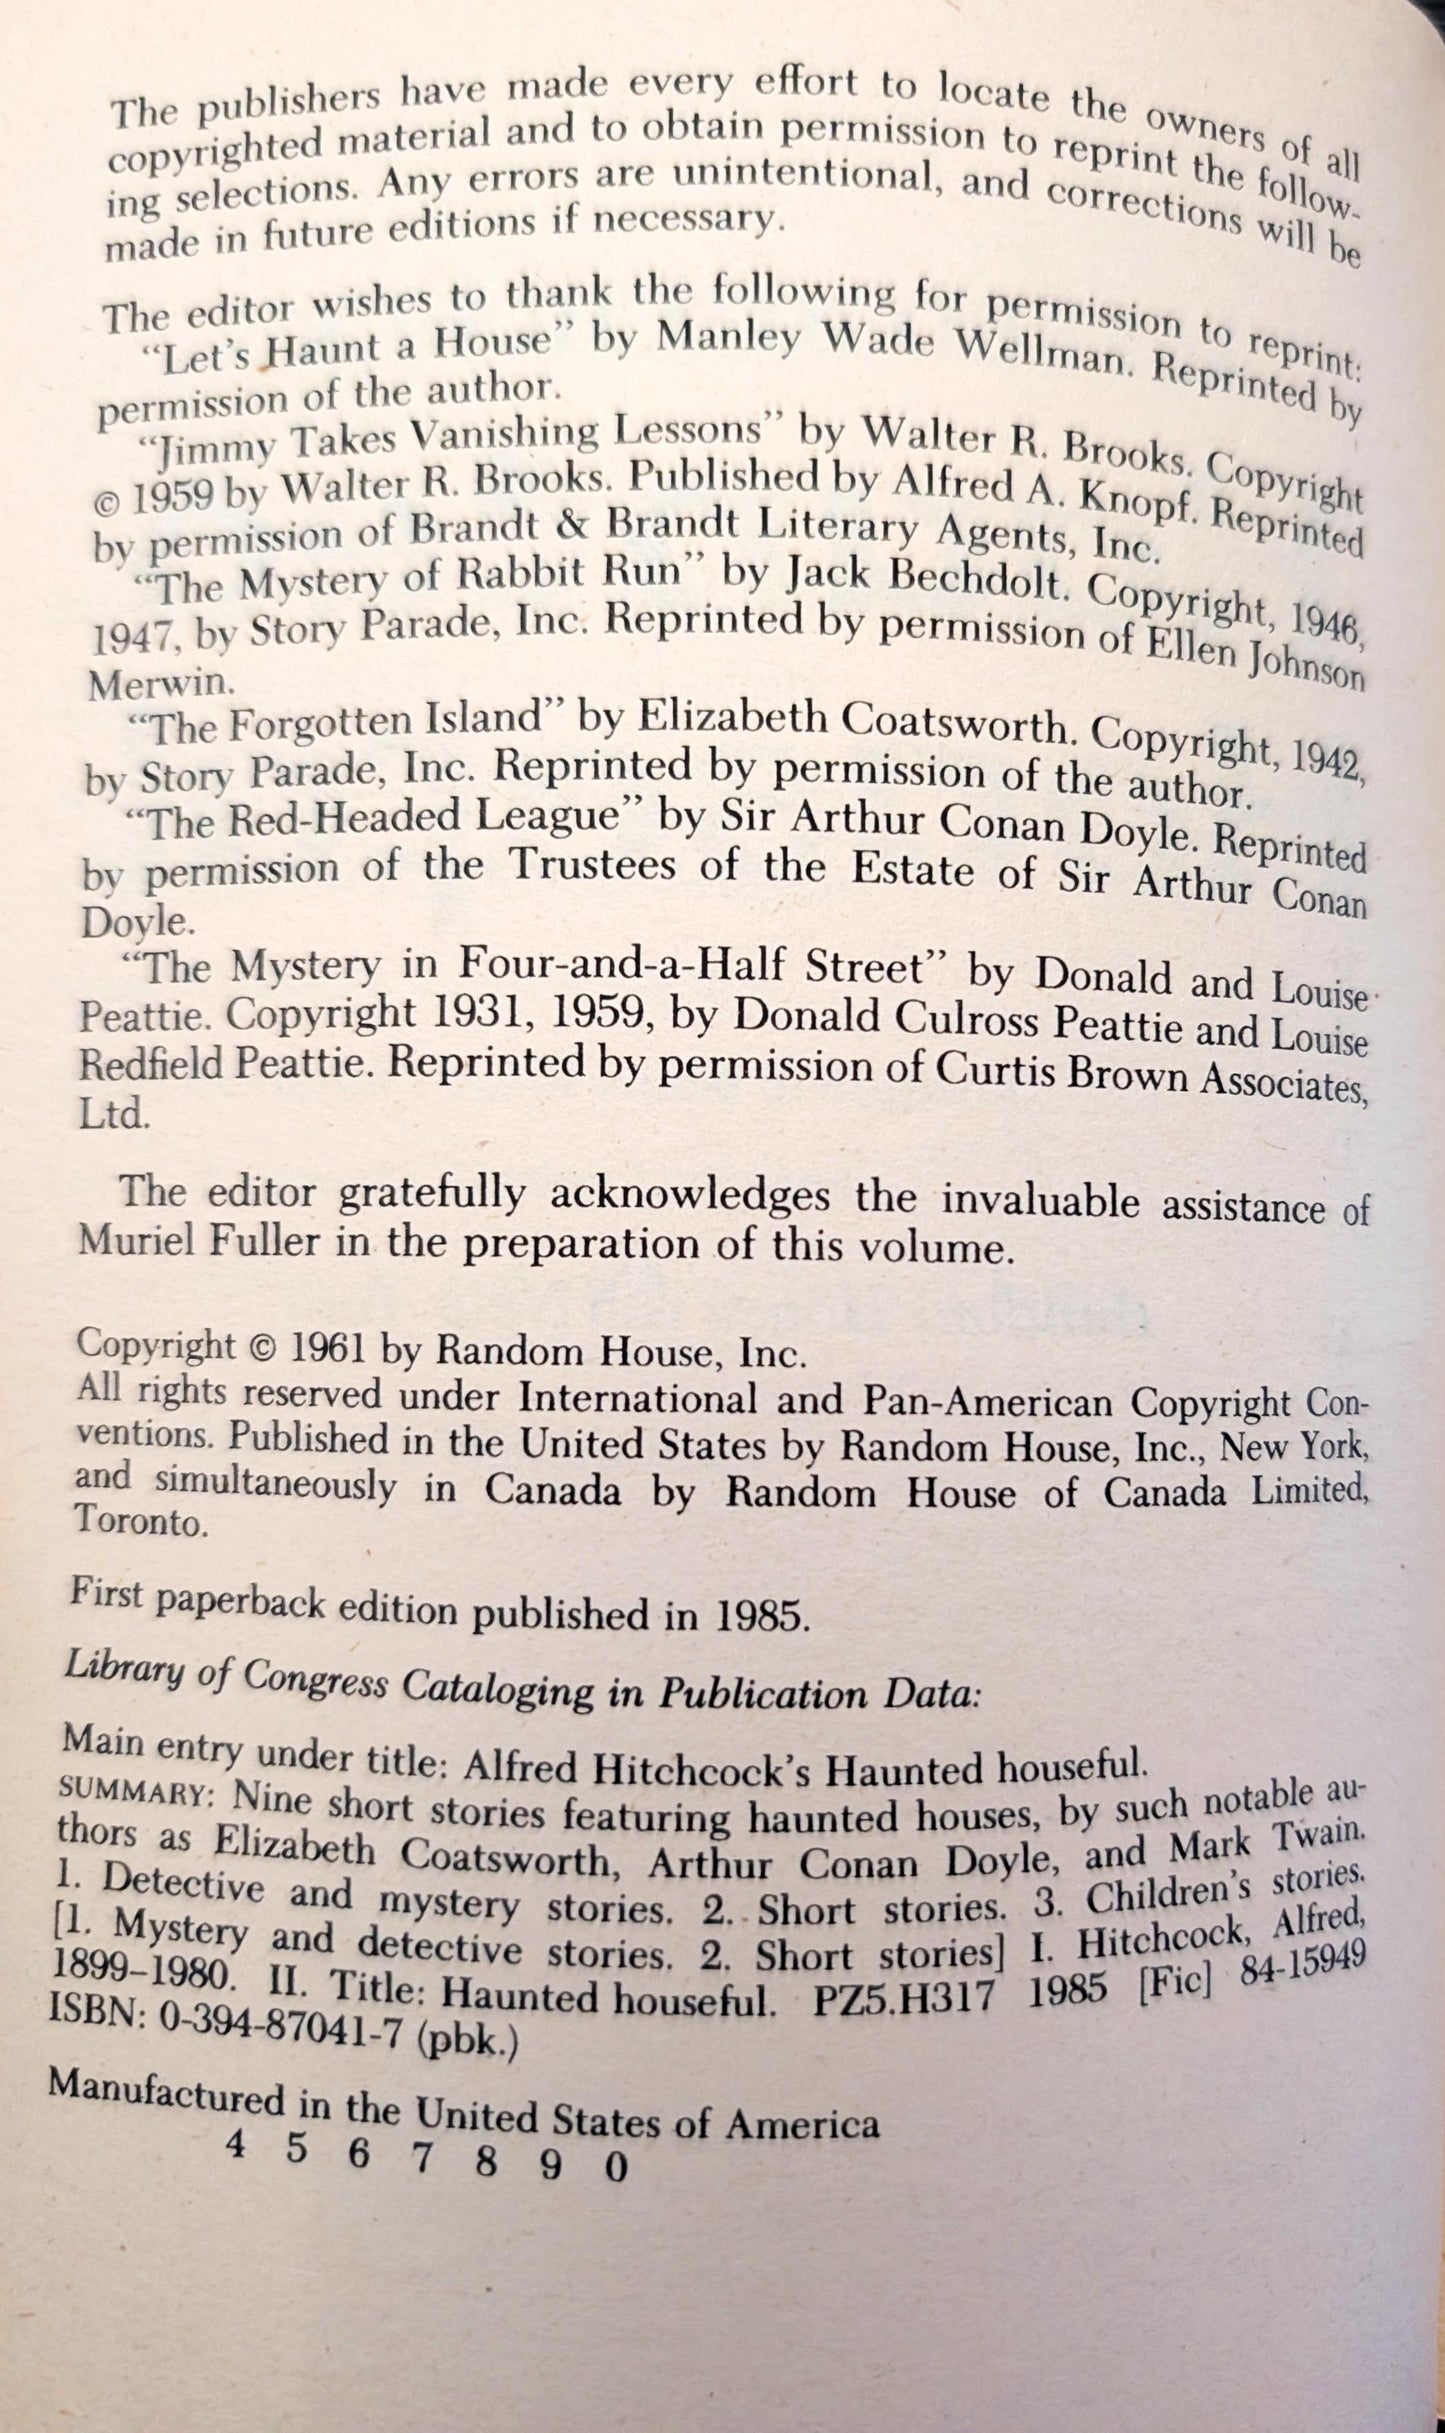 The publishers have made every effort to locate the owners of all
copyrighted material and to obtain permission to reprint the follow-
ing selections. Any errors are unintentional, and corrections will be
made in future editions if necessary.
The editor wishes to thank the following for permission to reprint:
“Let’s Haunt a House” by Manley Wade Wellman. Reprinted by
permission of the author.
“Jimmy Takes Vanishing Lessons” by Walter R. Brooks. Copyright
© 1959 by Walter R. Brooks. Published by Alfred A. Knopf. Reprinted
by permission of Brandt & Brandt Literary Agents, Inc.
“The Mystery of Rabbit Run” by Jack Bechdolt. Copyright, 1946,
1947, by Story Parade, Inc. Reprinted by permission of Ellen Johnson
Merwin.
“The Forgotten Island” by Elizabeth Coatsworth. Copyright, 1942,
by Story Parade, Inc. Reprinted by permission of the author.
“The Red-Headed League” by Sir Arthur Conan Doyle. Reprinted
by permission of the Trustees of the Estate of Sir Arthur Conan
Doyle.
“The Mystery in Four-and-a-Half Street” by Donald and Louise
Peattie. Copyright 1931, 1959, by Donald Culross Peattie and Louise
Redfield Peattie. Reprinted by permission of Curtis Brown Associates,
Ltd.
The editor gratefully acknowledges the invaluable assistance of
Muriel Fuller in the preparation of this volume.
Copyright © 1961 by Random House, Inc.
All rights reserved under International and Pan-American Copyright Con-
ventions. Published in the United States by Random House, Inc., New York,
and simultaneously in Canada by Random House of Canada Limited,
Toronto.
First paperback edition published in 1985.
Library of Congress Cataloging in Publication Data:
Main entry under title: Alfred Hitchcock’s Haunted houseful.
SUMMARY: Nine short stories featuring haunted houses, by such notable au-
thors as Elizabeth Coatsworth, Arthur Conan Doyle, and Mark Twain.
1. Detective and mystery stories. 2. Short stories. 3. Children’s stories.
[1. Mystery and detective stories. 2. Short stories] I. Hitchcock, Alfred,
1899–1980. II. Title: Haunted houseful. PZ5.H317 1985 [Fic] 84-15949
ISBN: 0-394-87041-7 (pbk.)
Manufactured in the United States of America
4 5 6 7 8 9 0